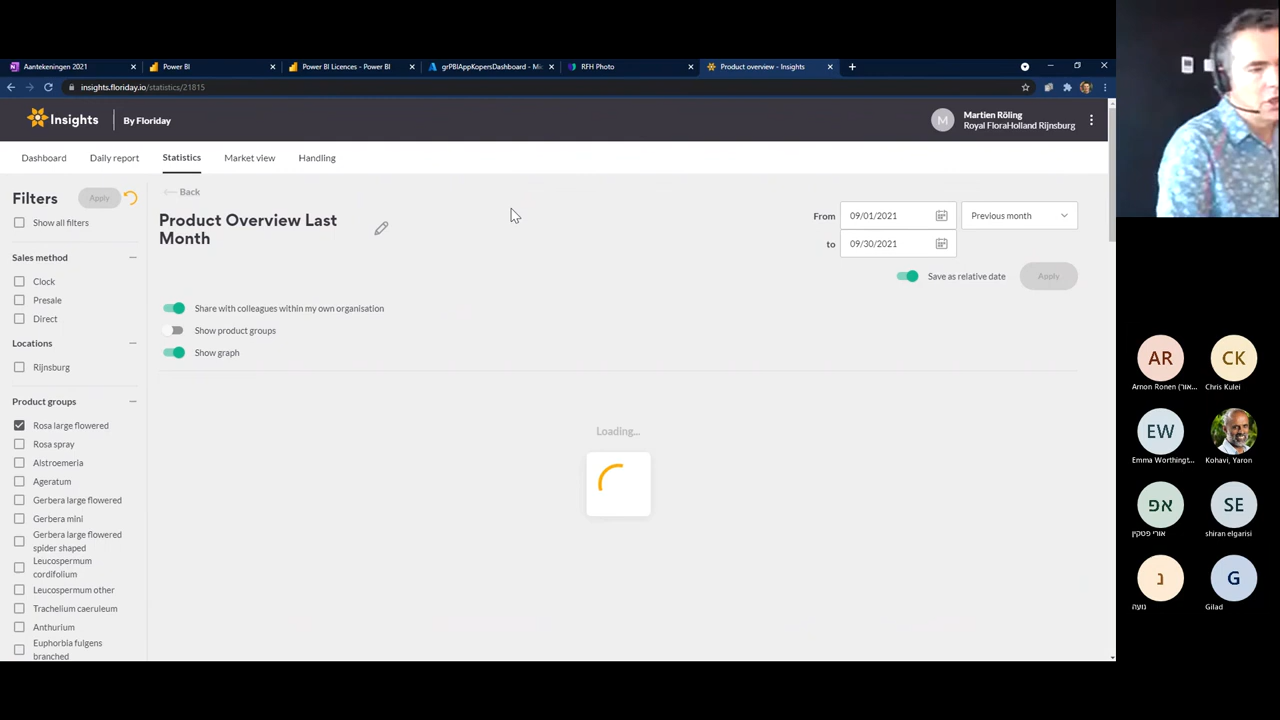 Aantekeningen 2021
Power BI
Power BI Licences - Power BI
grPBIAppKopersDashboard - Mic
RFH Photo
Product overview - Insights
insights.floriday.io/statistics/21815
Insights
By Floriday
M
Martien Röling
Royal FloraHolland Rijnsburg
Dashboard
Daily report
Statistics
Market view
Handling
Filters
Apply
Show all filters
Sales method
Clock
Presale
Direct
Locations
Rijnsburg
Product groups
Rosa large flowered
Rosa spray
Alstroemeria
Ageratum
Gerbera large flowered
Gerbera mini
Gerbera large flowered
spider shaped
Leucospermum
cordifolium
Leucospermum other
Trachelium caeruleum
Anthurium
Euphorbia fulgens
branched
Back
Product Overview Last
Month
From
09/01/2021
Previous month
to
09/30/2021
Save as relative date
Apply
Share with colleagues within my own organisation
Show product groups
Show graph
Loading...
AR
CK
Arnon Ronen (אור...
Chris Kulei
EW
Emma Worthingt...
Kohavi, Yaron
אפ
SE
אורי פטקין
shiran elgarisi
נ
G
נועה
Gilad